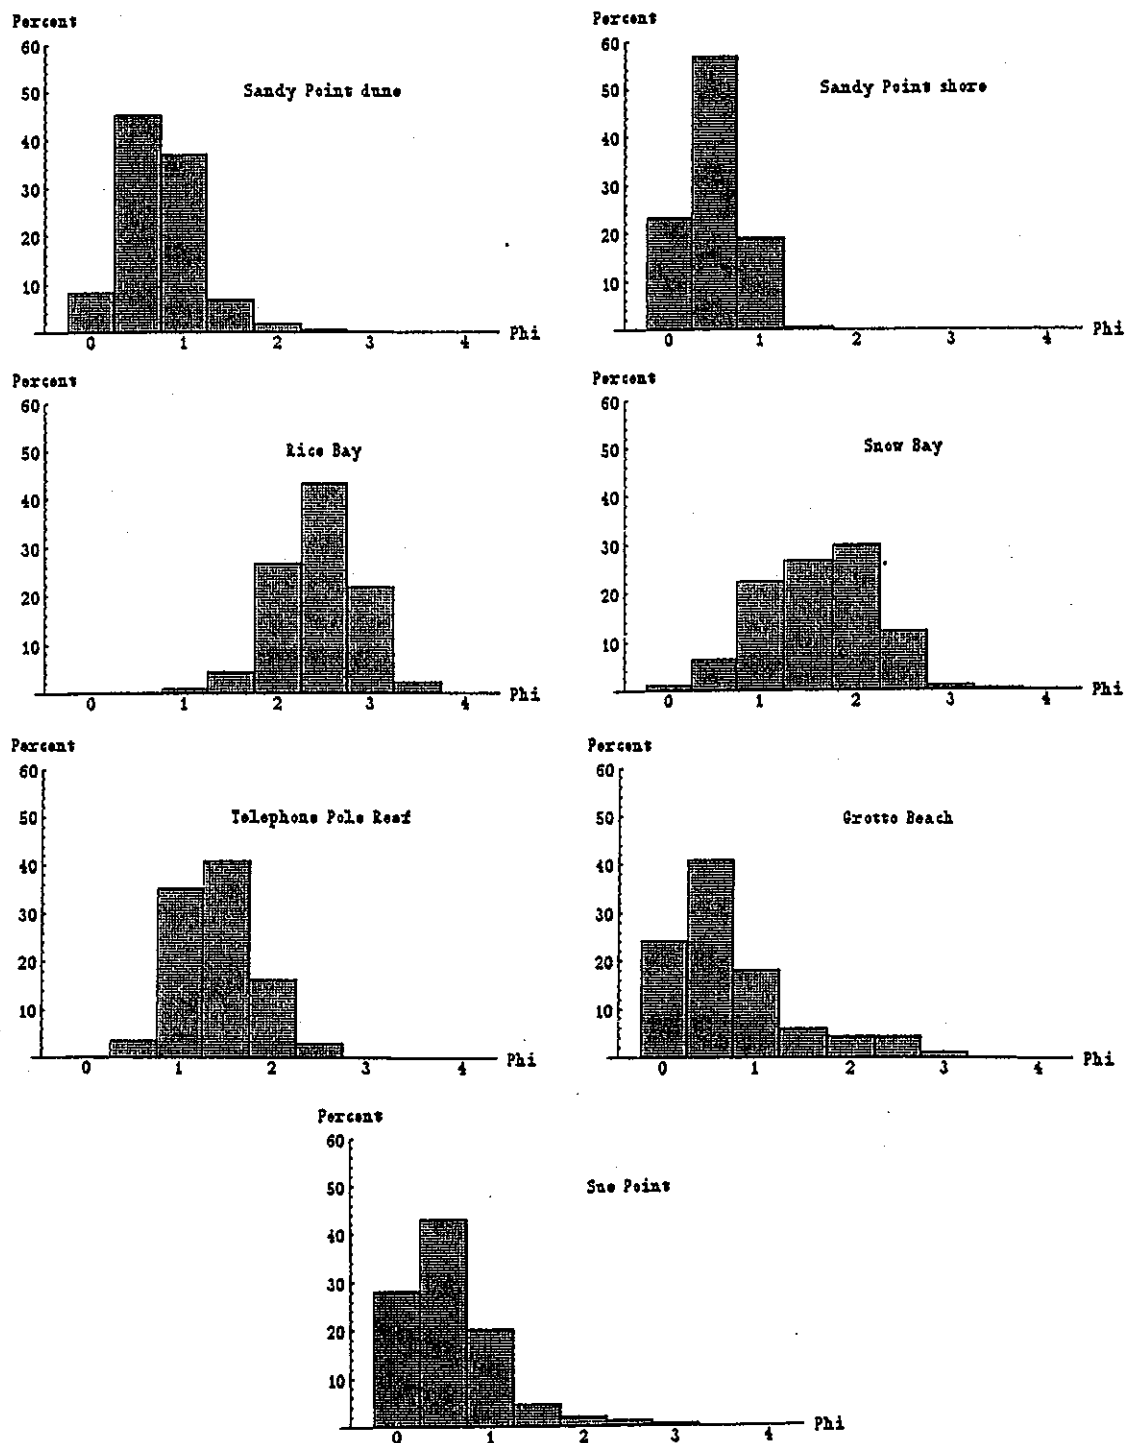 Percent
60
50
40
30
20
10
Sandy Point dune
0 1 2 3 4 Phi
Percent
60
50
40
30
20
10
Sandy Point shore
0 1 2 3 4 Phi
Percent
60
50
40
30
20
10
Rice Bay
0 1 2 3 4 Phi
Percent
60
50
40
30
20
10
Snow Bay
0 1 2 3 4 Phi
Percent
60
50
40
30
20
10
Telephone Pole Reef
0 1 2 3 4 Phi
Percent
60
50
40
30
20
10
Grotto Beach
0 1 2 3 4 Phi
Percent
60
50
40
30
20
10
Sue Point
0 1 2 3 4 Phi